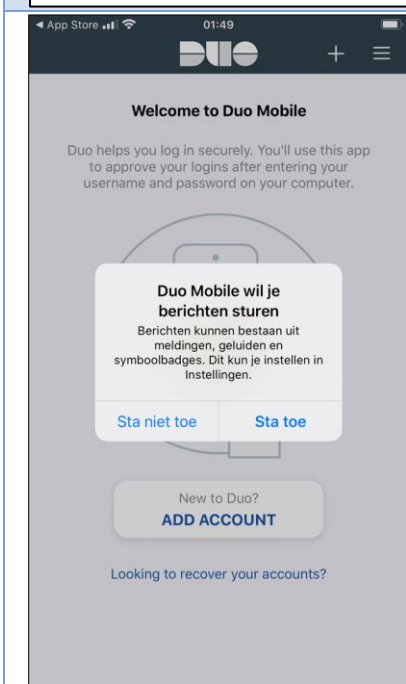 ◀ App Store 01:49
DUO
Welcome to Duo Mobile
Duo helps you log in securely. You'll use this app
to approve your logins after entering your
username and password on your computer.
Duo Mobile wil je
berichten sturen
Berichten kunnen bestaan uit
meldingen, geluiden en
symboolbadges. Dit kun je instellen in
Instellingen.
Sta niet toe Sta toe
New to Duo?
ADD ACCOUNT
Looking to recover your accounts?